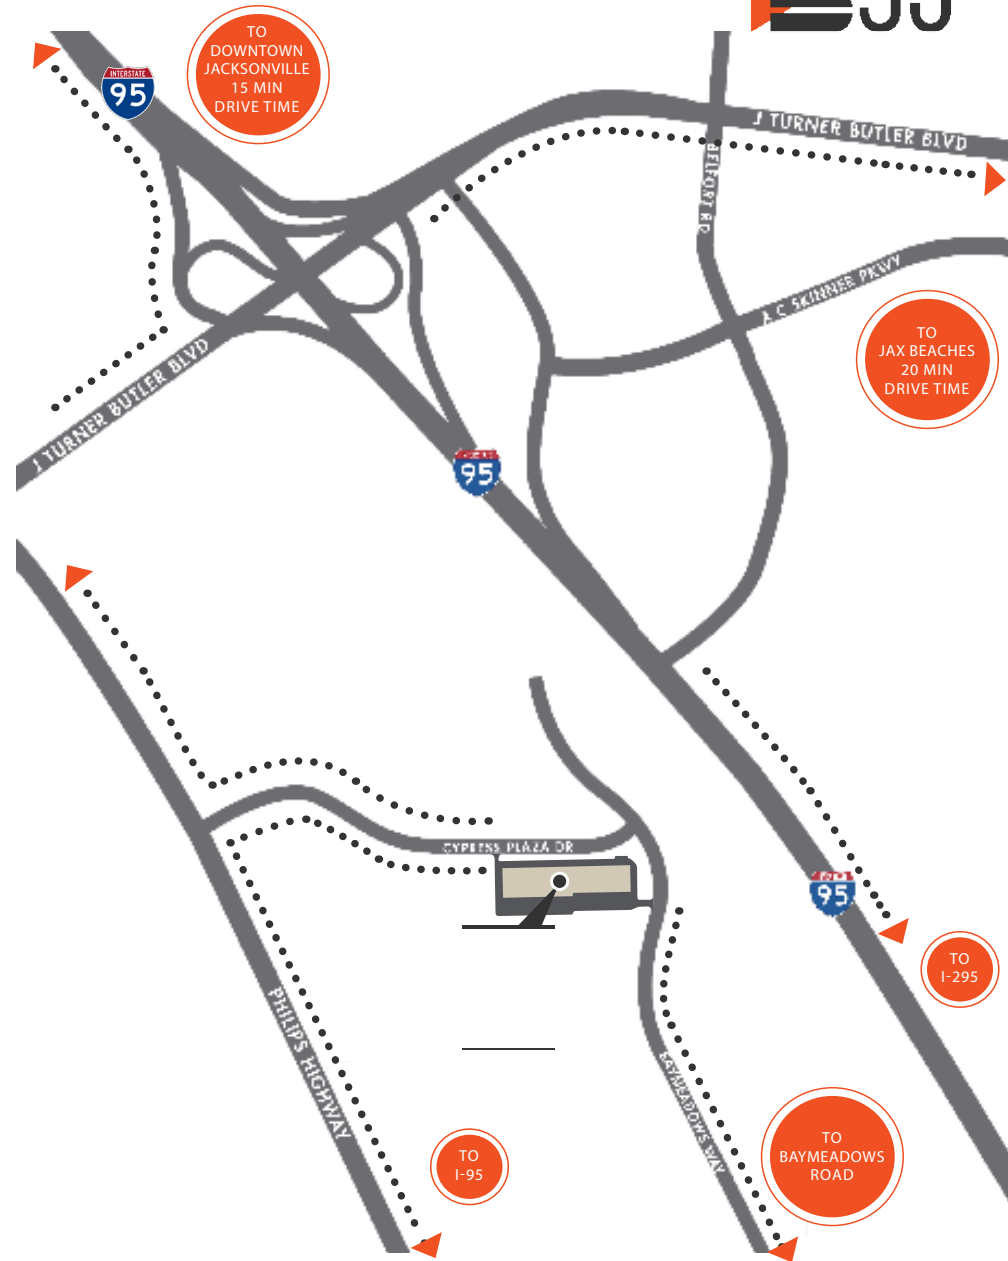 TO
DOWNTOWN
JACKSONVILLE
15 MIN
DRIVE TIME
INTERSTATE
95
J TURNER BUTLER BLVD
BELFORT RD
A C SKINNER PKWY
TO
JAX BEACHES
20 MIN
DRIVE TIME
J TURNER BUTLER BLVD
95
CYPRESS PLAZA DR
95
TO
I-295
PHILIPS HIGHWAY
BAYMEADOWS WAY
TO
I-95
TO
BAYMEADOWS
ROAD